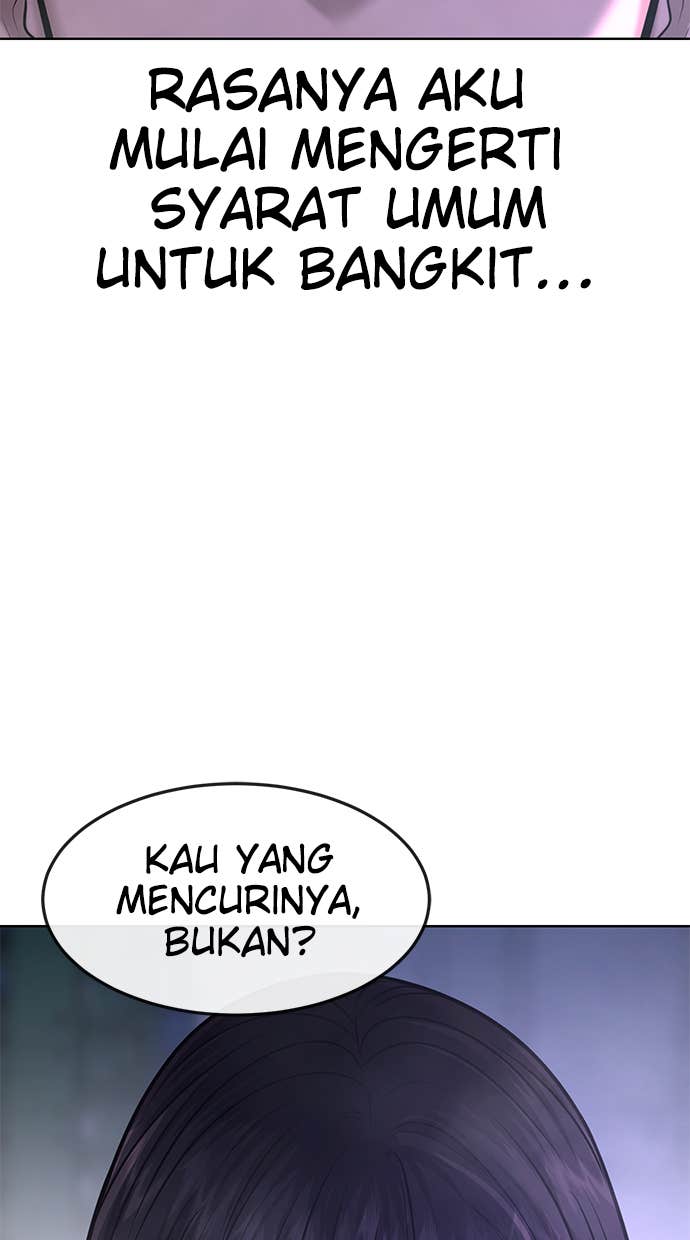 RASANYA AKU
MULAI MENGERTI
SYARAT UMUM
UNTUK BANGKIT...
KAU YANG
MENCURINYA,
BUKAN?